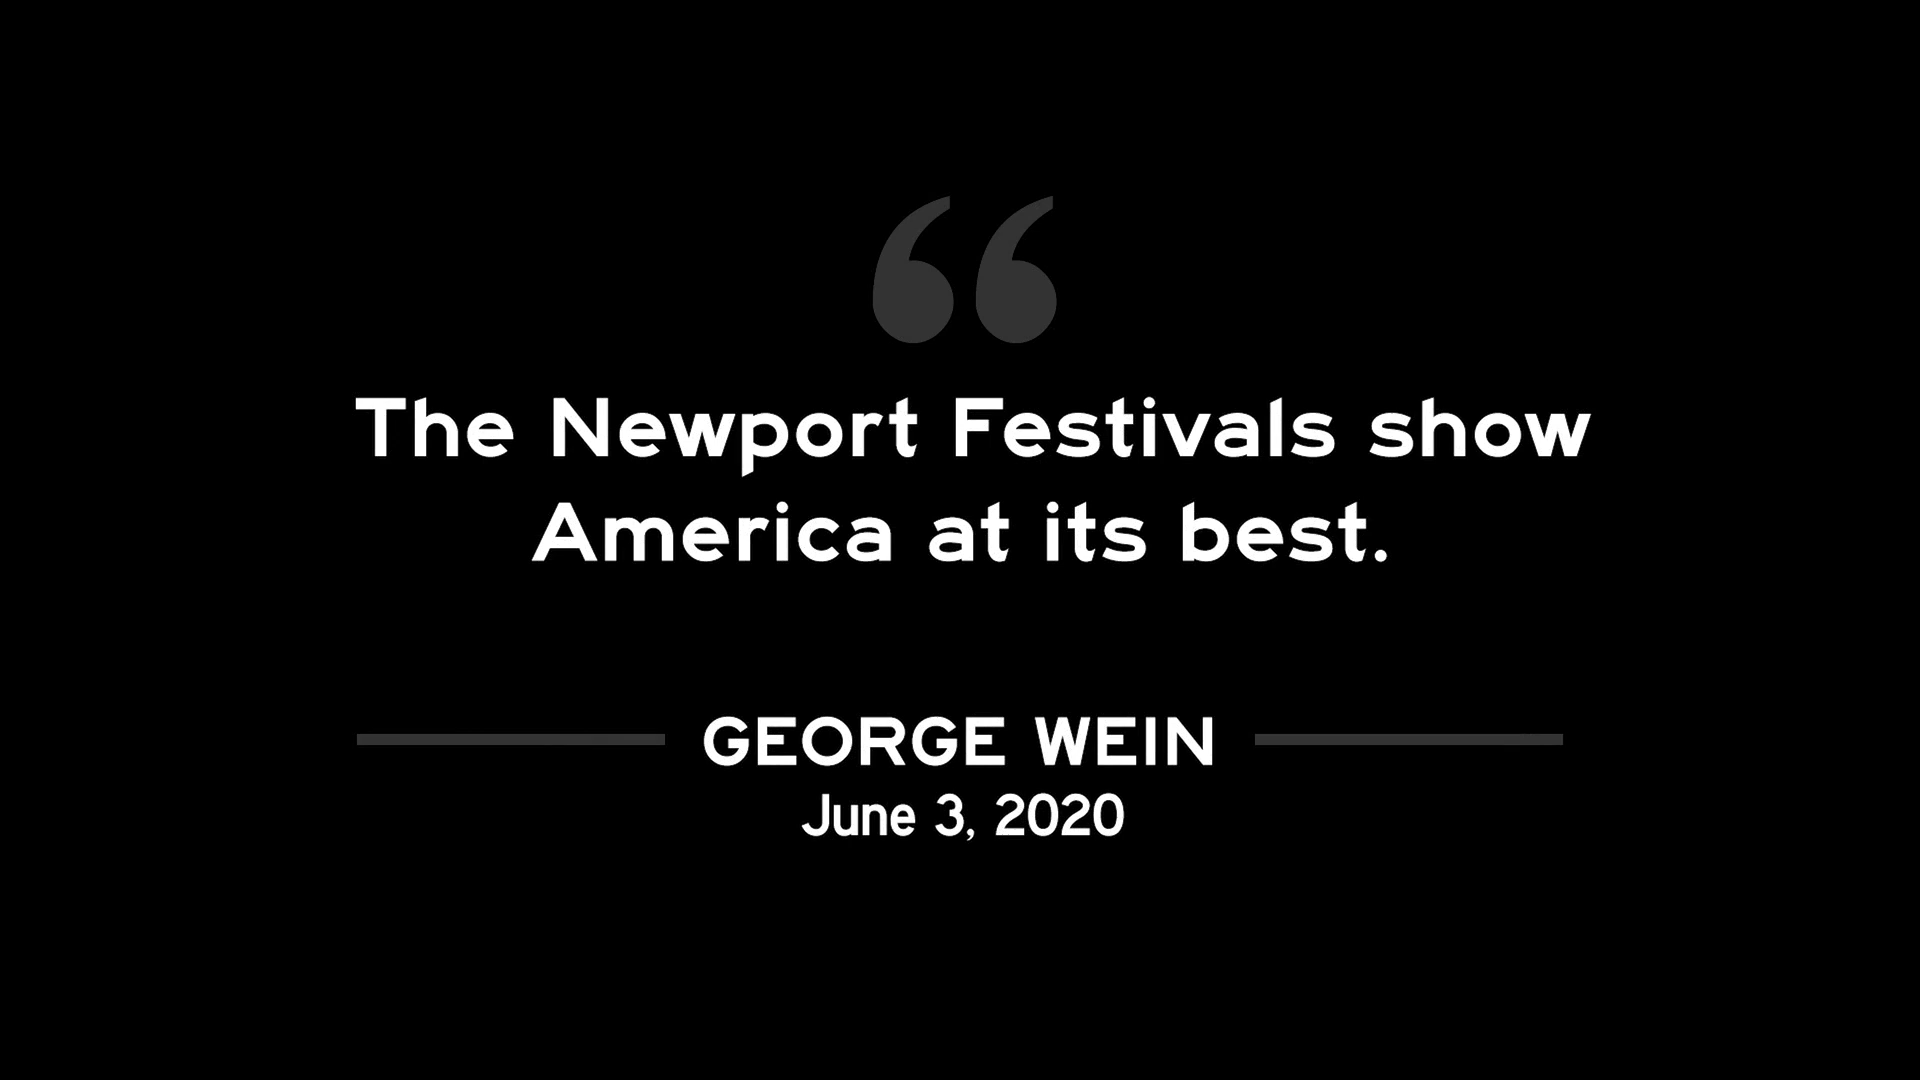 “
The Newport Festivals show
America at its best.
GEORGE WEIN
June 3, 2020